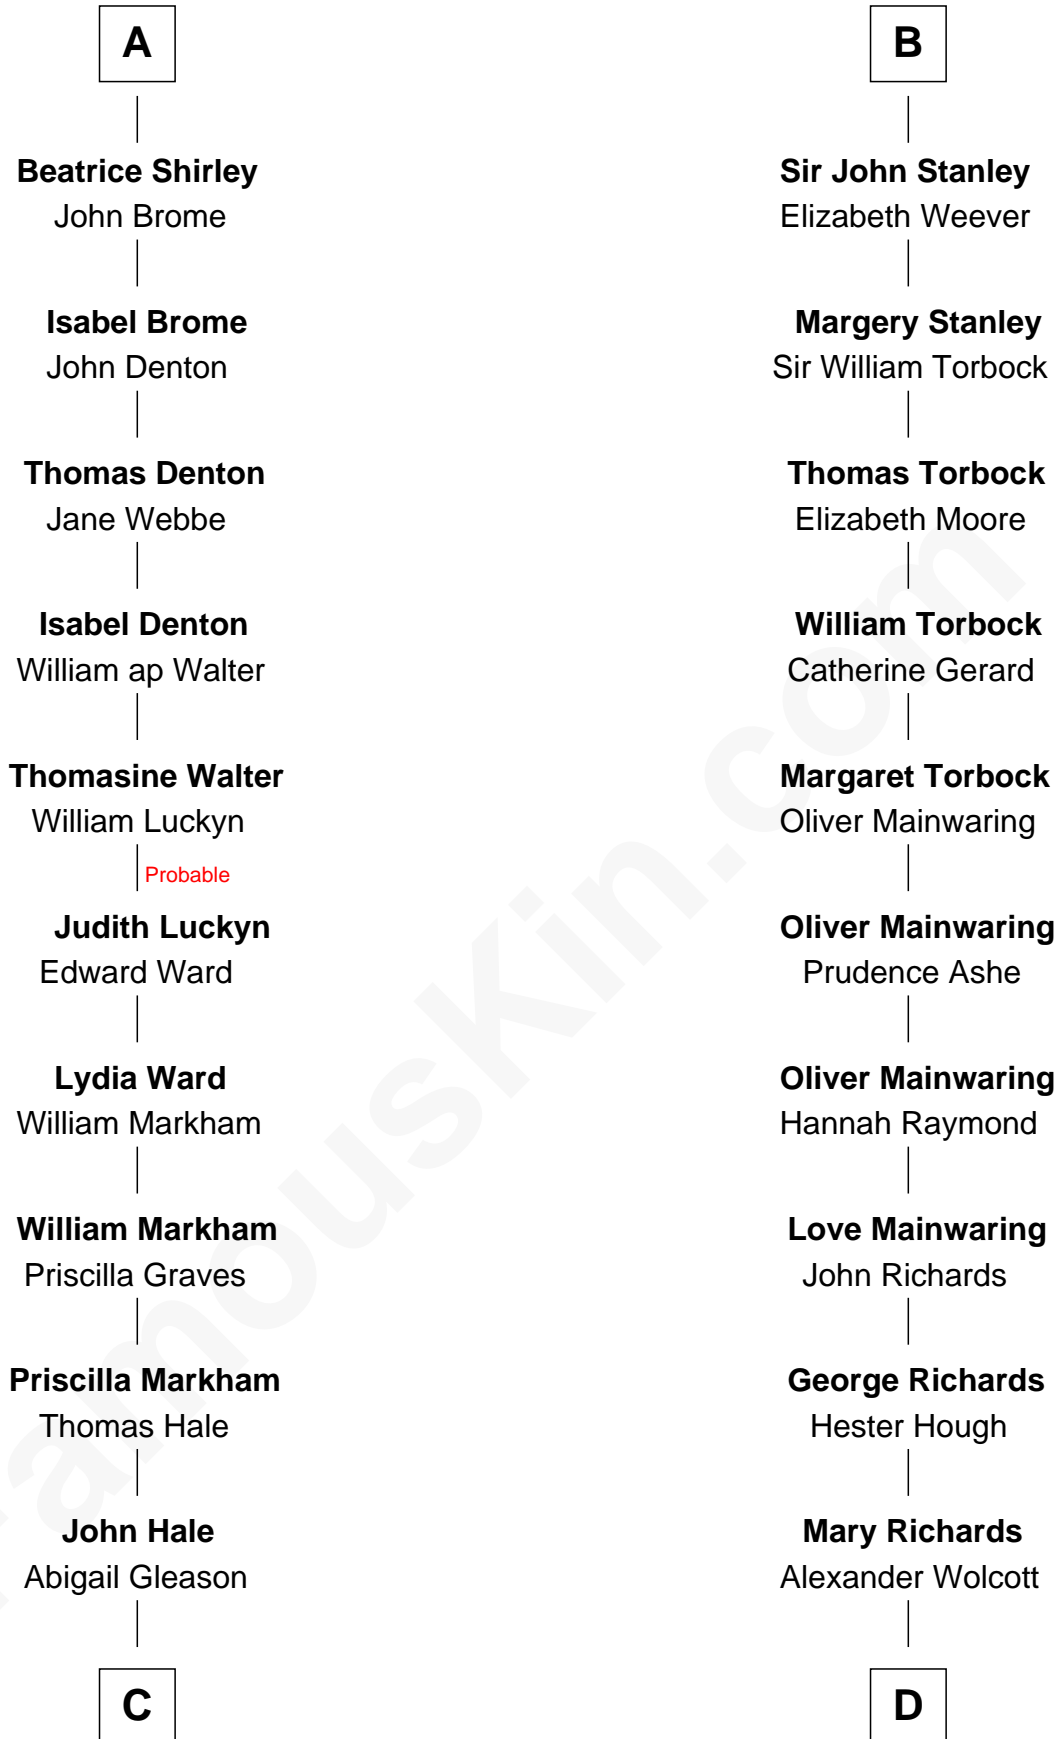 A
Beatrice Shirley
John Brome
Isabel Brome
John Denton
Thomas Denton
Jane Webbe
Isabel Denton
William ap Walter
Thomasine Walter
William Luckyn
Probable
Judith Luckyn
Edward Ward
Lydia Ward
William Markham
William Markham
Priscilla Graves
Priscilla Markham
Thomas Hale
John Hale
Abigail Gleason
C
B
Sir John Stanley
Elizabeth Weever
Margery Stanley
Sir William Torbock
Thomas Torbock
Elizabeth Moore
William Torbock
Catherine Gerard
Margaret Torbock
Oliver Mainwaring
Oliver Mainwaring
Prudence Ashe
Oliver Mainwaring
Hannah Raymond
Love Mainwaring
John Richards
George Richards
Hester Hough
Mary Richards
Alexander Wolcott
D
FamousKin.com